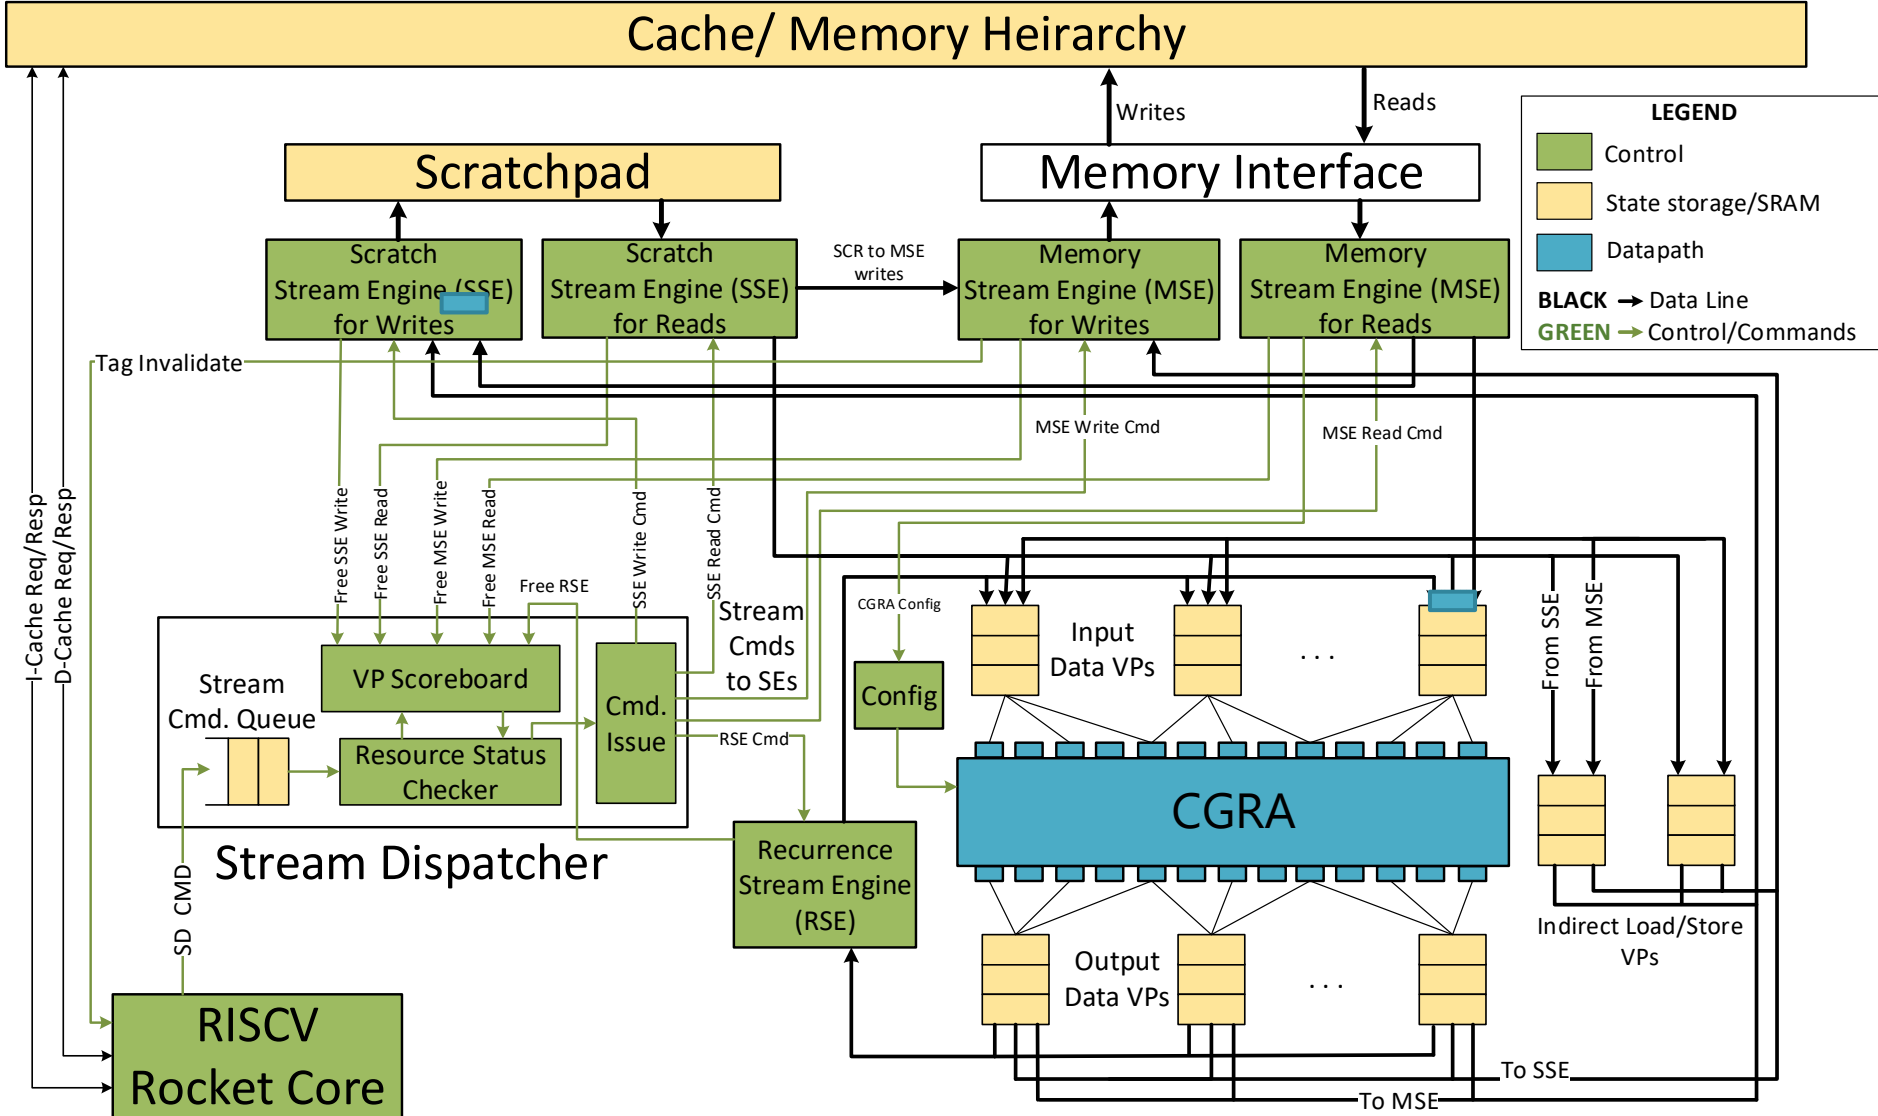 Cache/ Memory Heirarchy
Writes
Reads
LEGEND
Control
State storage/SRAM
Datapath
BLACK Data Line
GREEN Control/Commands
Scratchpad
Memory Interface
Scratch
Stream Engine (SSE)
for Writes
Scratch
Stream Engine (SSE)
for Reads
SCR to MSE
writes
Memory
Stream Engine (MSE)
for Writes
Memory
Stream Engine (MSE)
for Reads
Tag Invalidate
MSE Write Cmd
MSE Read Cmd
I-Cache Req/Resp
D-Cache Req/Resp
Free SSE Write
Free SSE Read
Free MSE Write
Free MSE Read
Free RSE
SSE Write Cmd
SSE Read Cmd
Stream
Cmds
to SEs
CGRA Config
Input
Data VPs
. . .
From SSE
From MSE
VP Scoreboard
Stream
Cmd. Queue
Resource Status
Checker
Cmd.
Issue
RSE Cmd
Config
CGRA
Stream Dispatcher
SD CMD
Recurrence
Stream Engine
(RSE)
Indirect Load/Store
VPs
Output
Data VPs
. . .
RISCV
Rocket Core
To SSE
To MSE